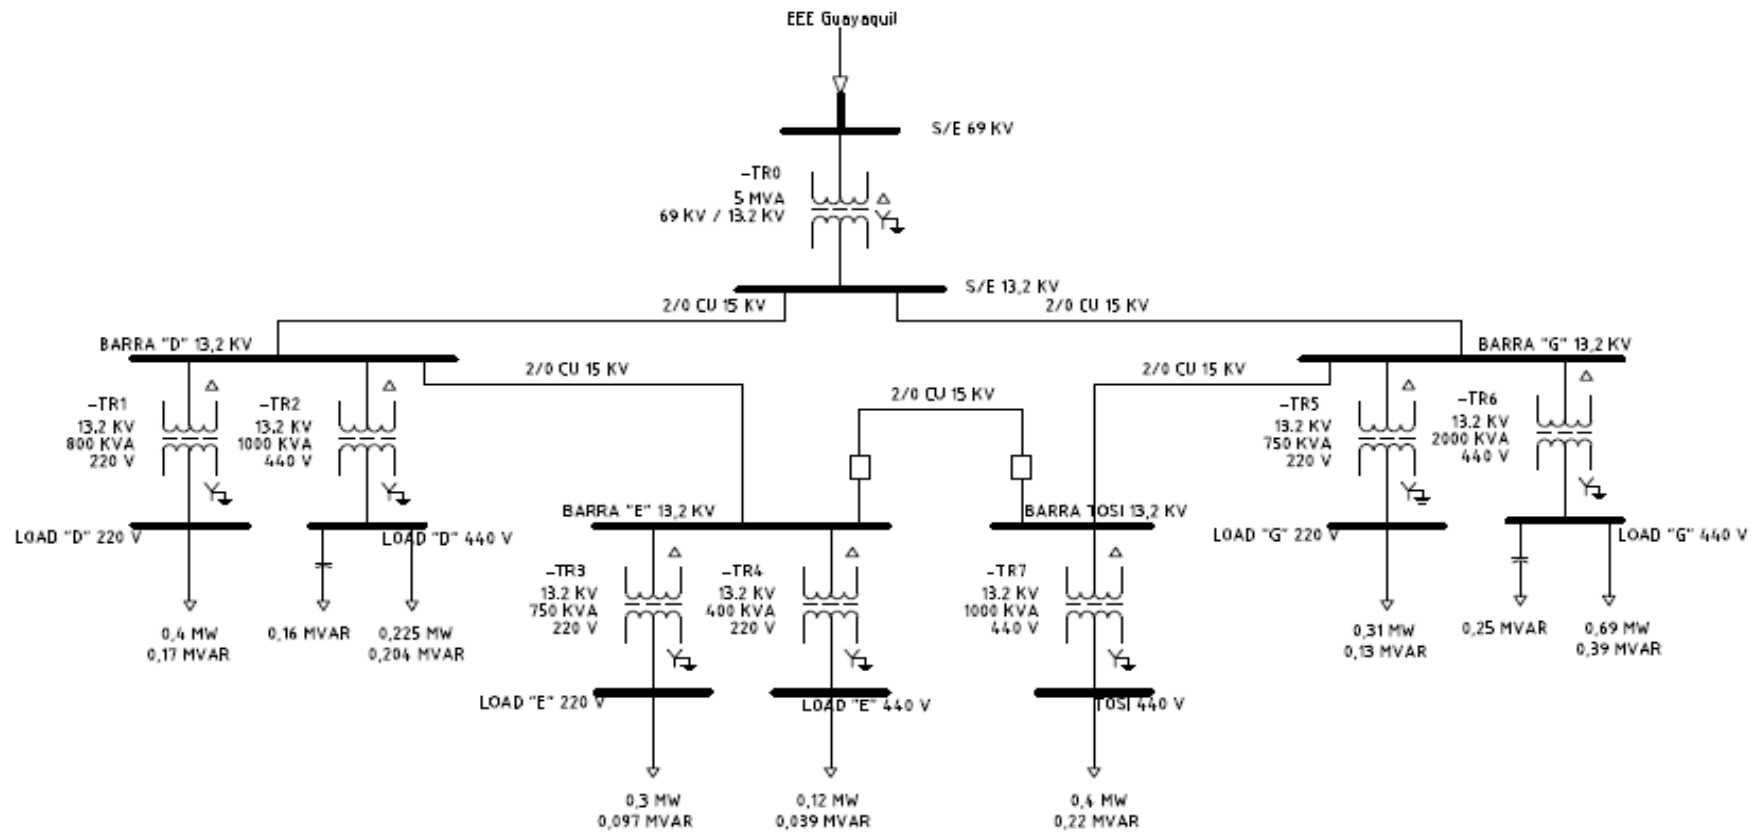 EEE Guayaquil
S/E 69 KV
-TR0
5 MVA
69 KV / 13.2 KV
S/E 13,2 KV
2/0 CU 15 KV
2/0 CU 15 KV
BARRA "D" 13,2 KV
BARRA "G" 13,2 KV
2/0 CU 15 KV
2/0 CU 15 KV
2/0 CU 15 KV
-TR1
13.2 KV
800 KVA
220 V
-TR2
13.2 KV
1000 KVA
440 V
-TR5
13.2 KV
750 KVA
220 V
-TR6
13.2 KV
2000 KVA
440 V
BARRA "E" 13,2 KV
BARRA TOSI 13,2 KV
LOAD "D" 220 V
LOAD "D" 440 V
LOAD "G" 220 V
LOAD "G" 440 V
-TR3
13.2 KV
750 KVA
220 V
-TR4
13.2 KV
400 KVA
220 V
-TR7
13.2 KV
1000 KVA
440 V
0,4 MW
0,17 MVAR
0,16 MVAR
0,225 MW
0,204 MVAR
0,31 MW
0,13 MVAR
0,25 MVAR
0,69 MW
0,39 MVAR
LOAD "E" 220 V
LOAD "E" 440 V
TOSI 440 V
0,3 MW
0,097 MVAR
0,12 MW
0,039 MVAR
0,4 MW
0,22 MVAR